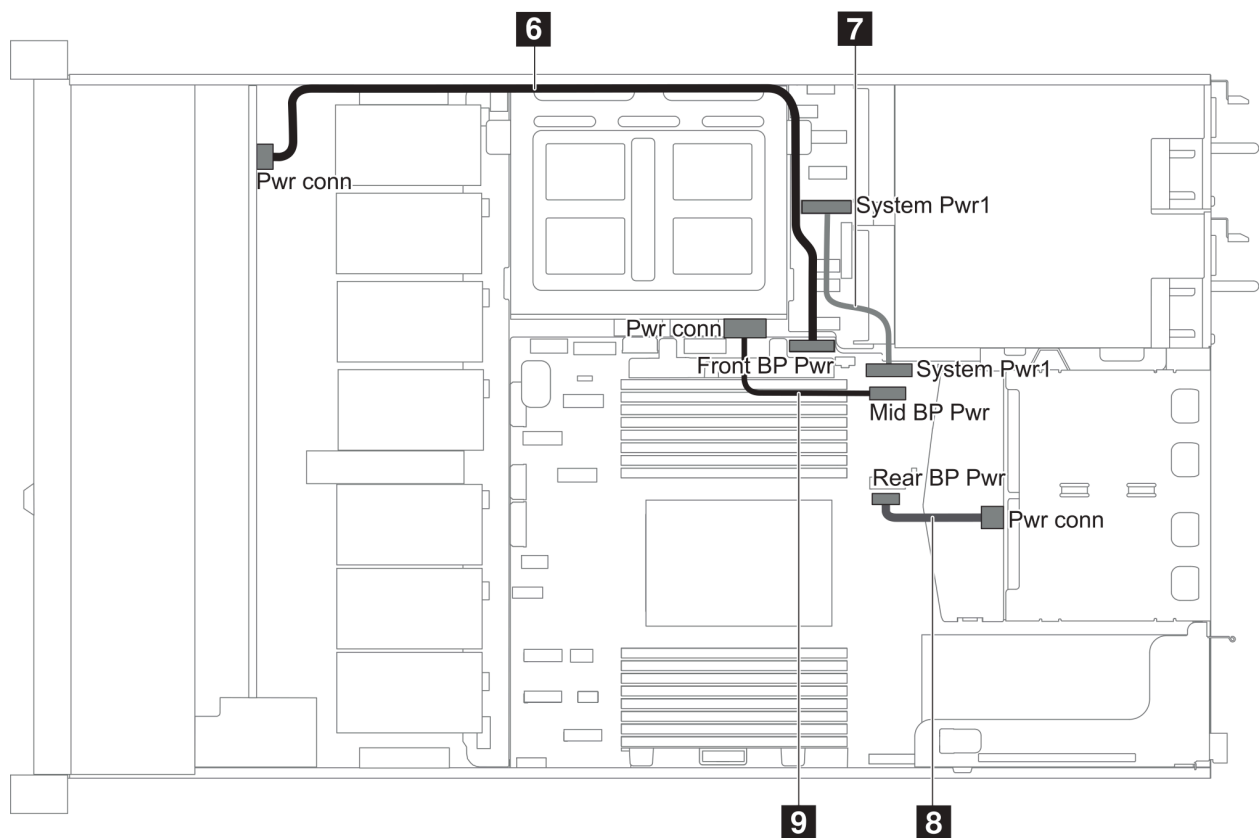 6
7
Pwr conn
System Pwr1
Pwr conn
Front BP Pwr
System Pwr1
Mid BP Pwr
Rear BP Pwr
Pwr conn
9
8